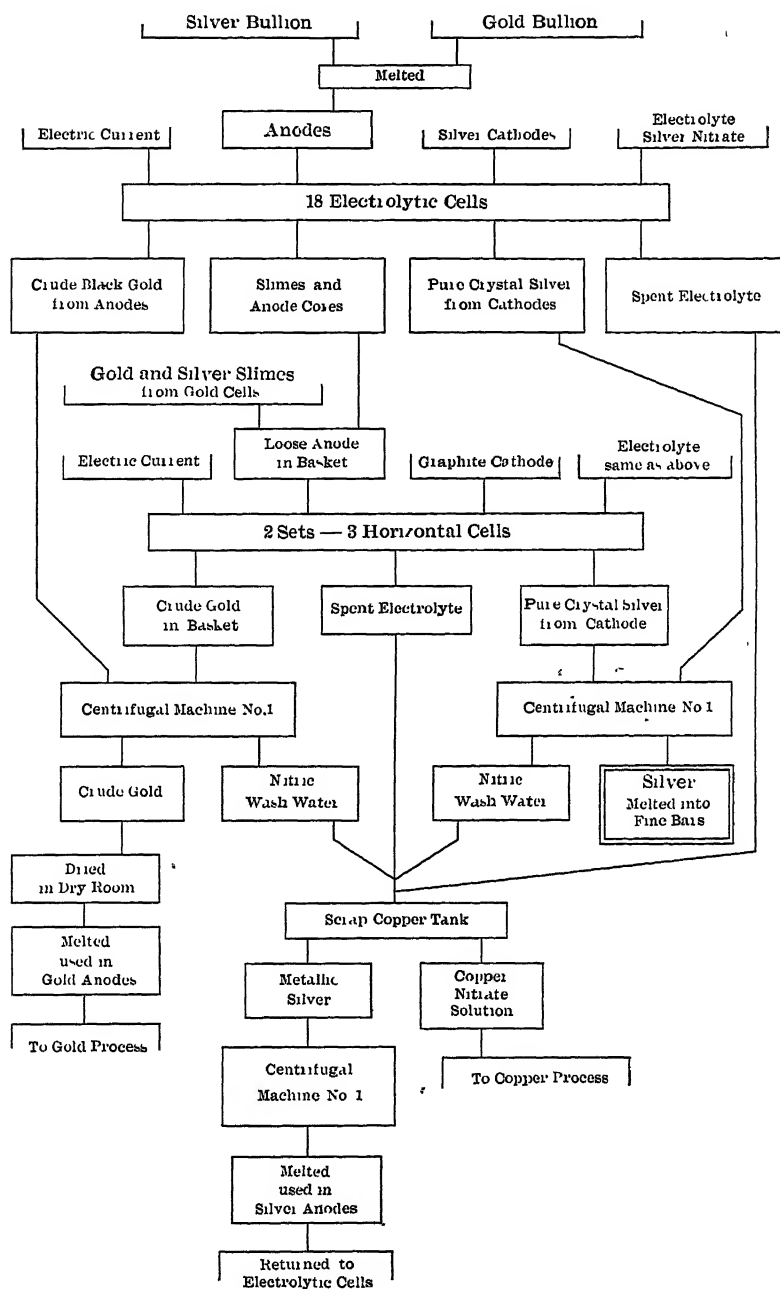 Silver Bullion
Gold Bullion
Melted
Electric Current
Anodes
Silver Cathodes
Electrolyte
Silver Nitrate
18 Electrolytic Cells
Crude Black Gold
from Anodes
Slimes and
Anode Cores
Pure Crystal Silver
from Cathodes
Spent Electrolyte
Gold and Silver Slimes
from Gold Cells
Electric Current
Loose Anode
in Basket
Graphite Cathode
Electrolyte
same as above
2 Sets — 3 Horizontal Cells
Crude Gold
in Basket
Spent Electrolyte
Pure Crystal Silver
from Cathode
Centrifugal Machine No.1
Centrifugal Machine No 1
Crude Gold
Nitric
Wash Water
Nitric
Wash Water
Silver
Melted into
Fine Bars
Dried
in Dry Room
Scrap Copper Tank
Melted
used in
Gold Anodes
Metallic
Silver
Copper
Nitrate
Solution
To Gold Process
Centrifugal
Machine No 1
To Copper Process
Melted
used in
Silver Anodes
Returned to
Electrolytic Cells